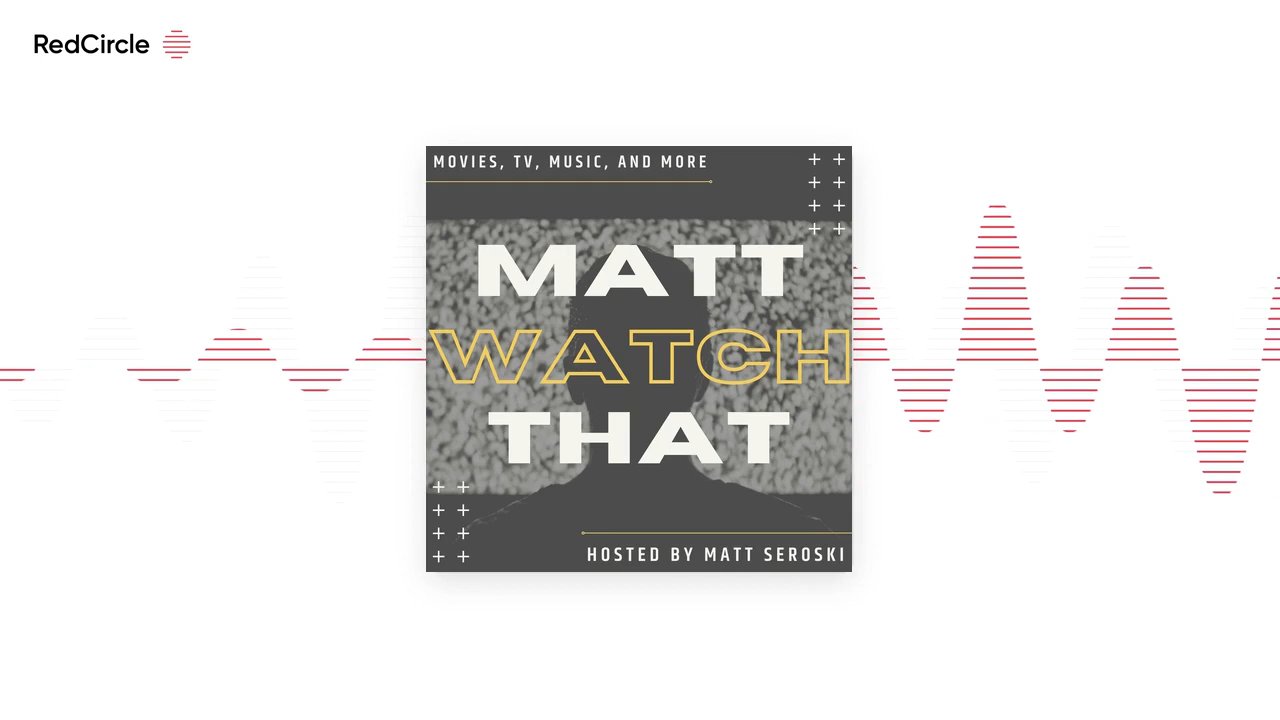 RedCircle
MOVIES, TV, MUSIC, AND MORE
MATT
WATCH
THAT
HOSTED BY MATT SEROSKI